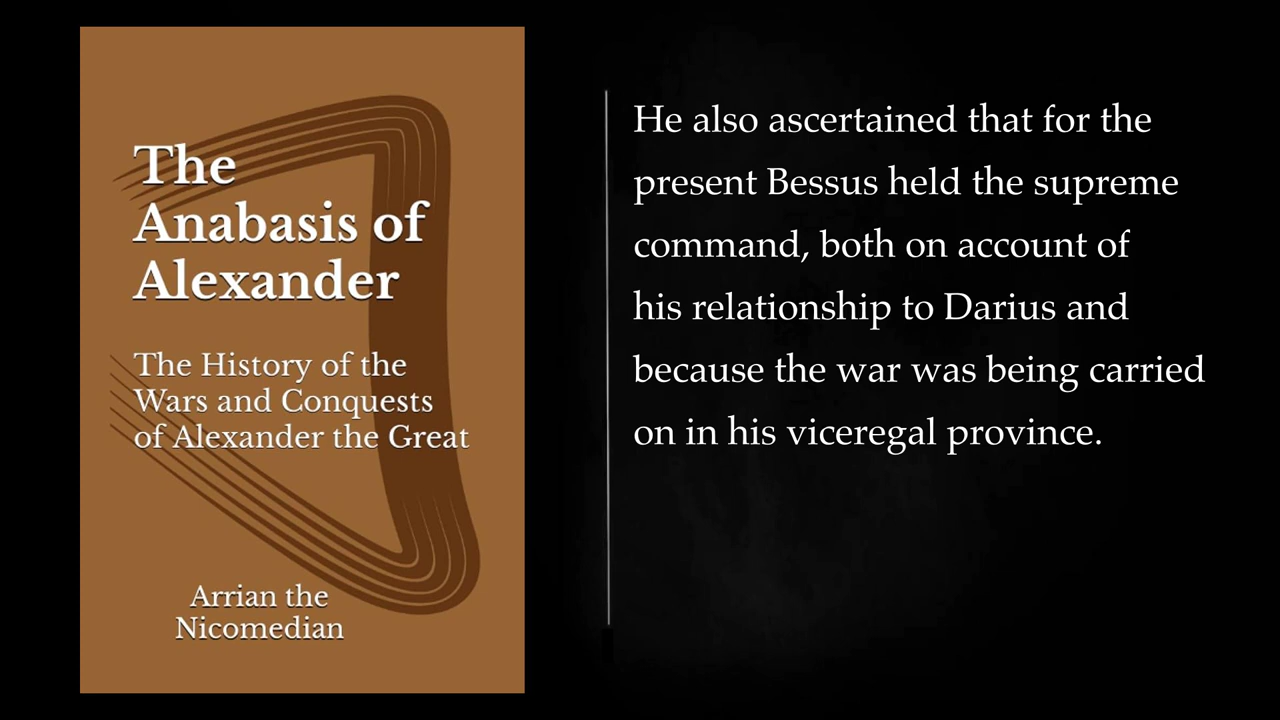 The
Anabasis of
Alexander
The History of the
Wars and Conquests
of Alexander the Great
Arrian the
Nicomedian
He also ascertained that for the
present Bessus held the supreme
command, both on account of
his relationship to Darius and
because the war was being carried
on in his viceregal province.